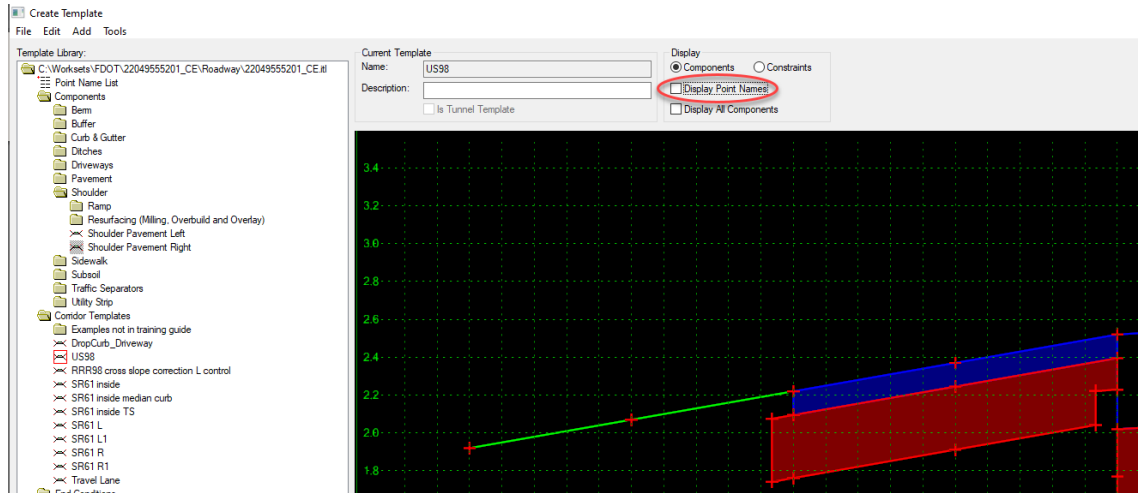 Create Template
File Edit Add Tools
Template Library:
C:\Worksets\FDOT\22049555201_CE\Roadway\22049555201_CE.itl
Point Name List
Components
Berm
Buffer
Curb & Gutter
Ditches
Driveways
Pavement
Shoulder
Ramp
Resurfacing (Milling, Overbuild and Overlay)
Shoulder Pavement Left
Shoulder Pavement Right
Sidewalk
Subsoil
Traffic Separators
Utility Strip
Corridor Templates
Examples not in training guide
DropCurb_Driveway
US98
RRR98 cross slope correction L control
SR61 inside
SR61 inside median curb
SR61 inside TS
SR61 L
SR61 L1
SR61 R
SR61 R1
Travel Lane
End Conditions
Current Template
Name: US98
Description:
Is Tunnel Template
Display
Components Constraints
Display Point Names
Display All Components
3.4
3.2
3.0
2.8
2.6
2.4
2.2
2.0
1.8